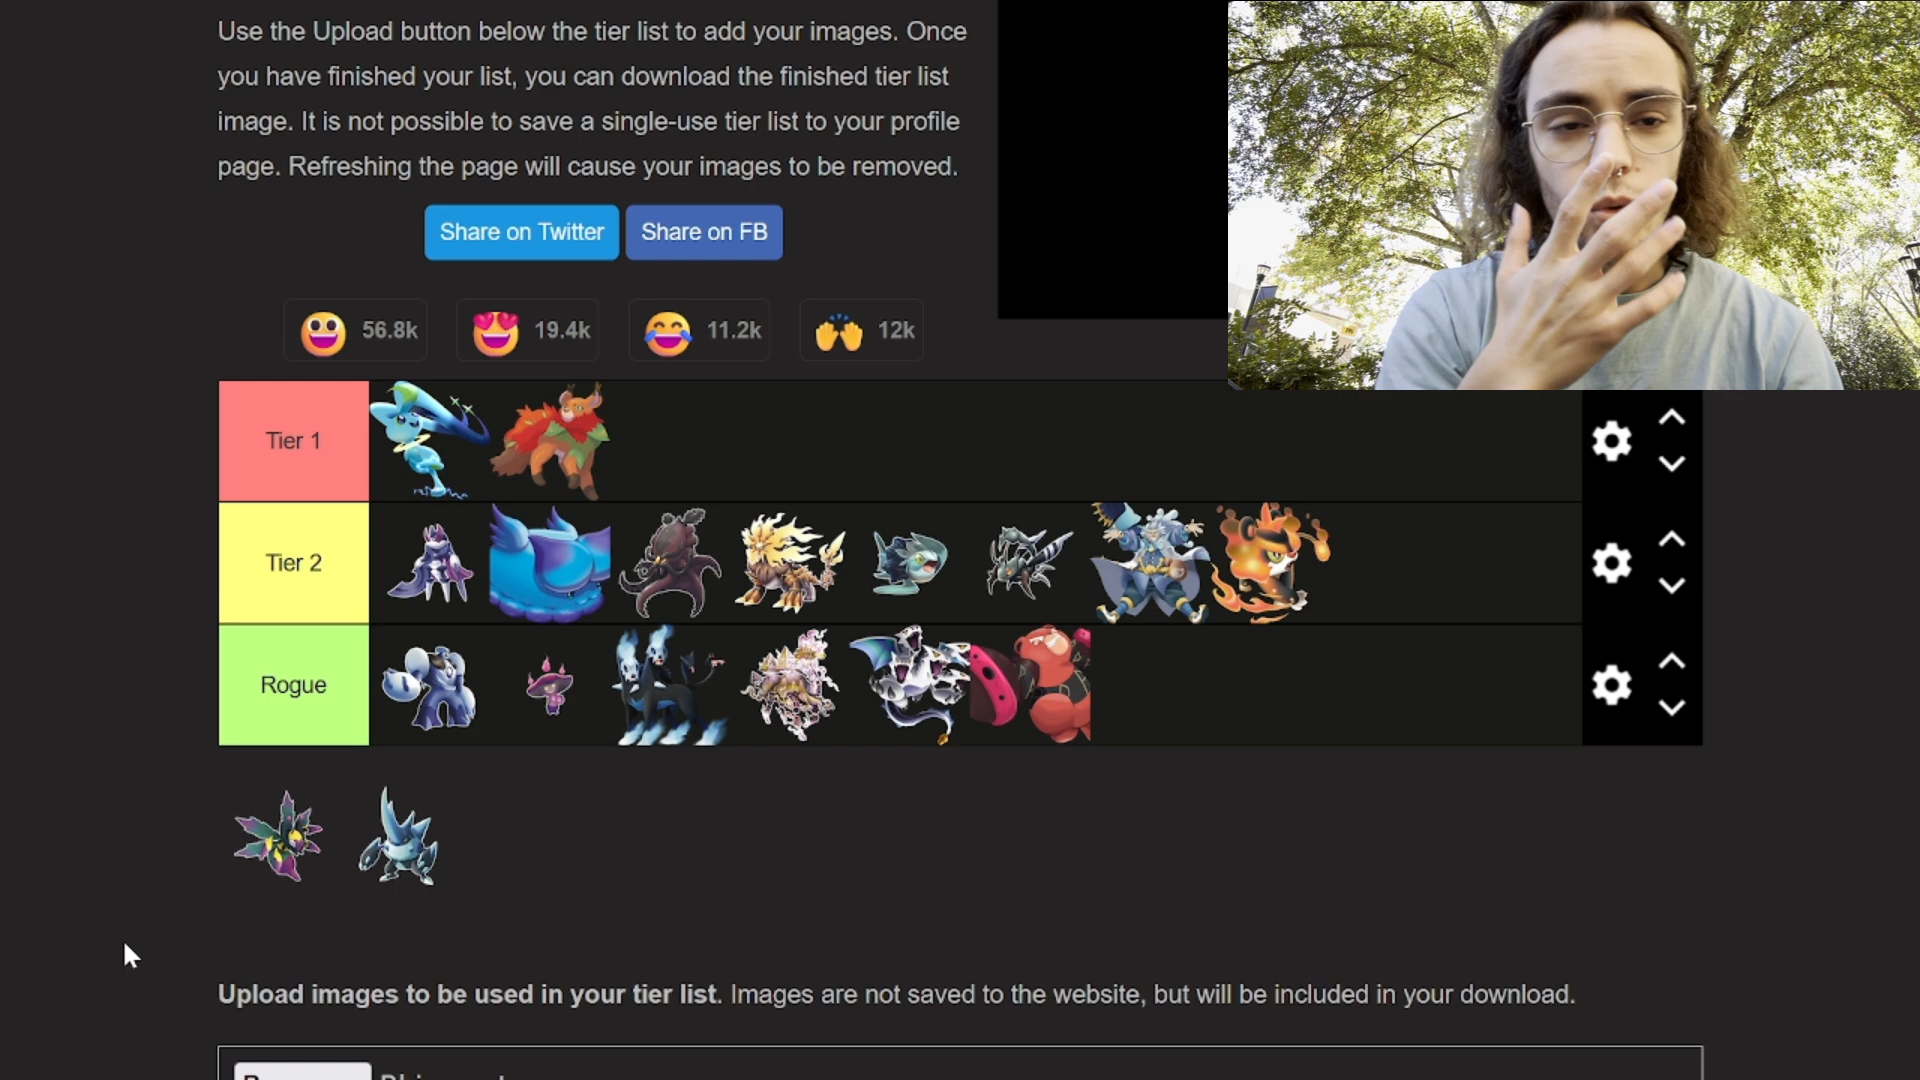 Use the Upload button below the tier list to add your images. Once
you have finished your list, you can download the finished tier list
image. It is not possible to save a single-use tier list to your profile
page. Refreshing the page will cause your images to be removed.
Share on Twitter Share on FB
56.8k 19.4k 11.2k 12k
Tier 1
Tier 2
Rogue
Upload images to be used in your tier list. Images are not saved to the website, but will be included in your download.